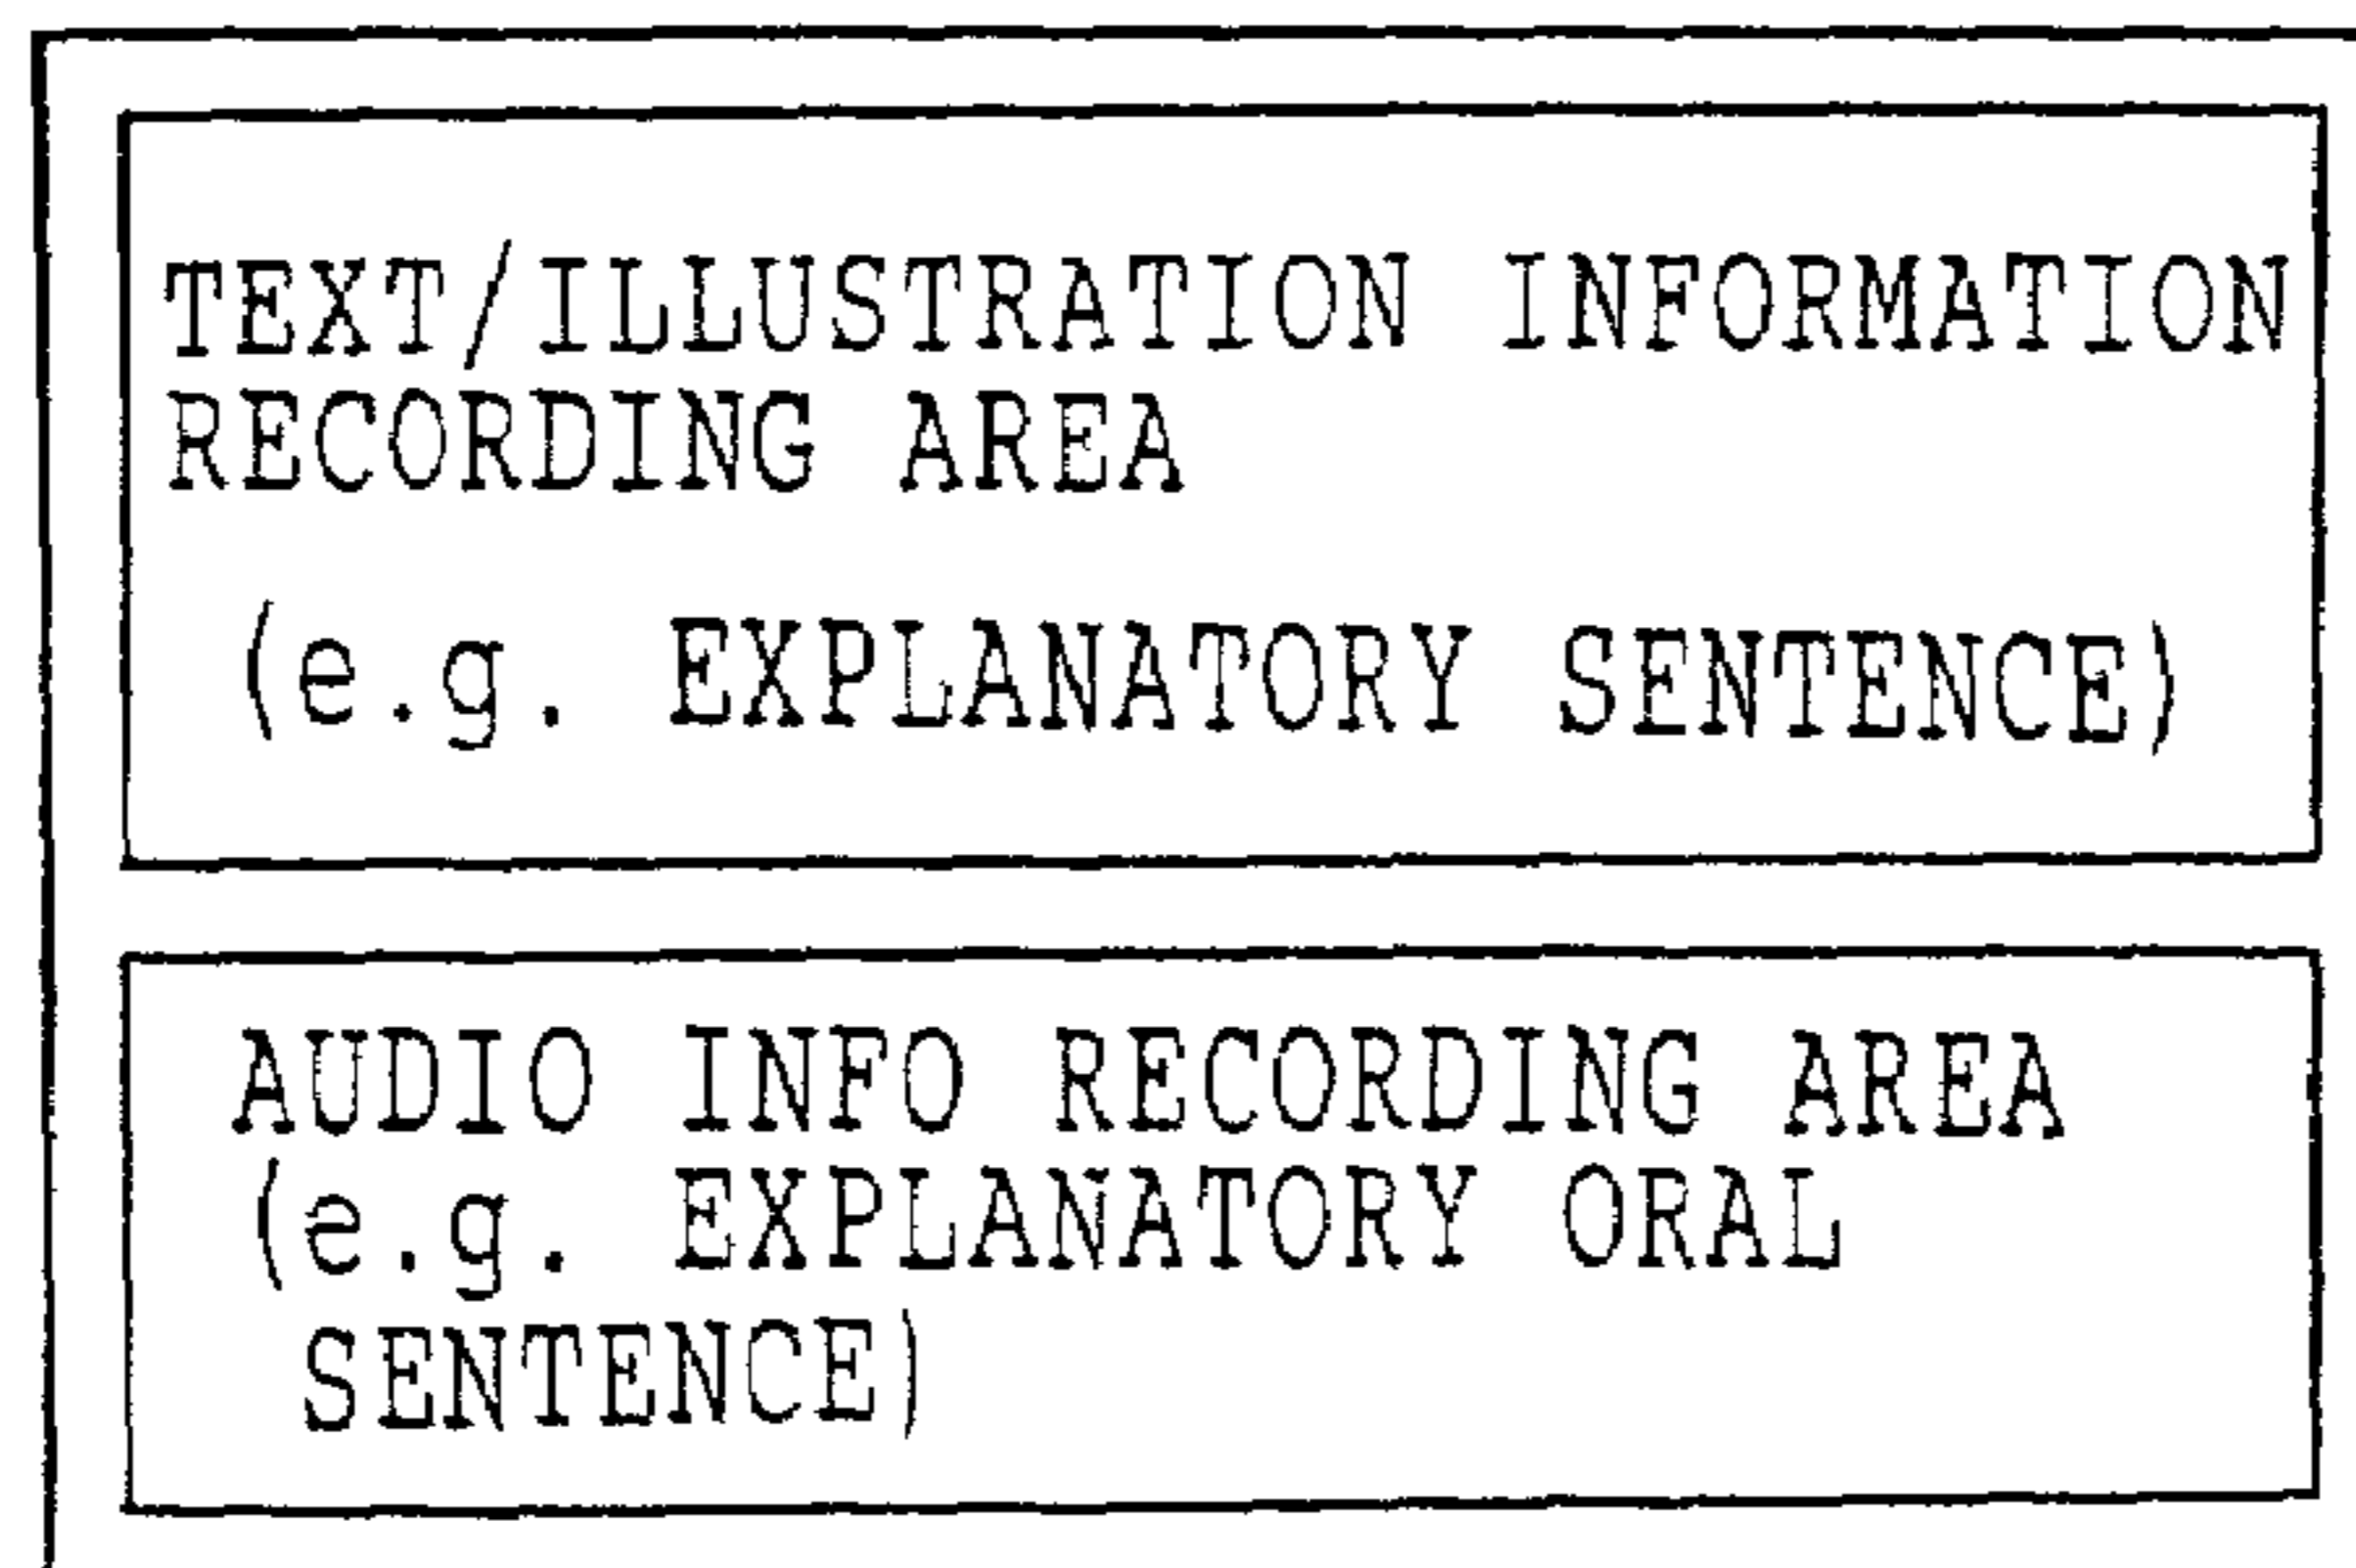 TEXT/ILLUSTRATION INFORMATION
RECORDING AREA
(e.g. EXPLANATORY SENTENCE)
AUDIO INFO RECORDING AREA
(e.g. EXPLANATORY ORAL
SENTENCE)